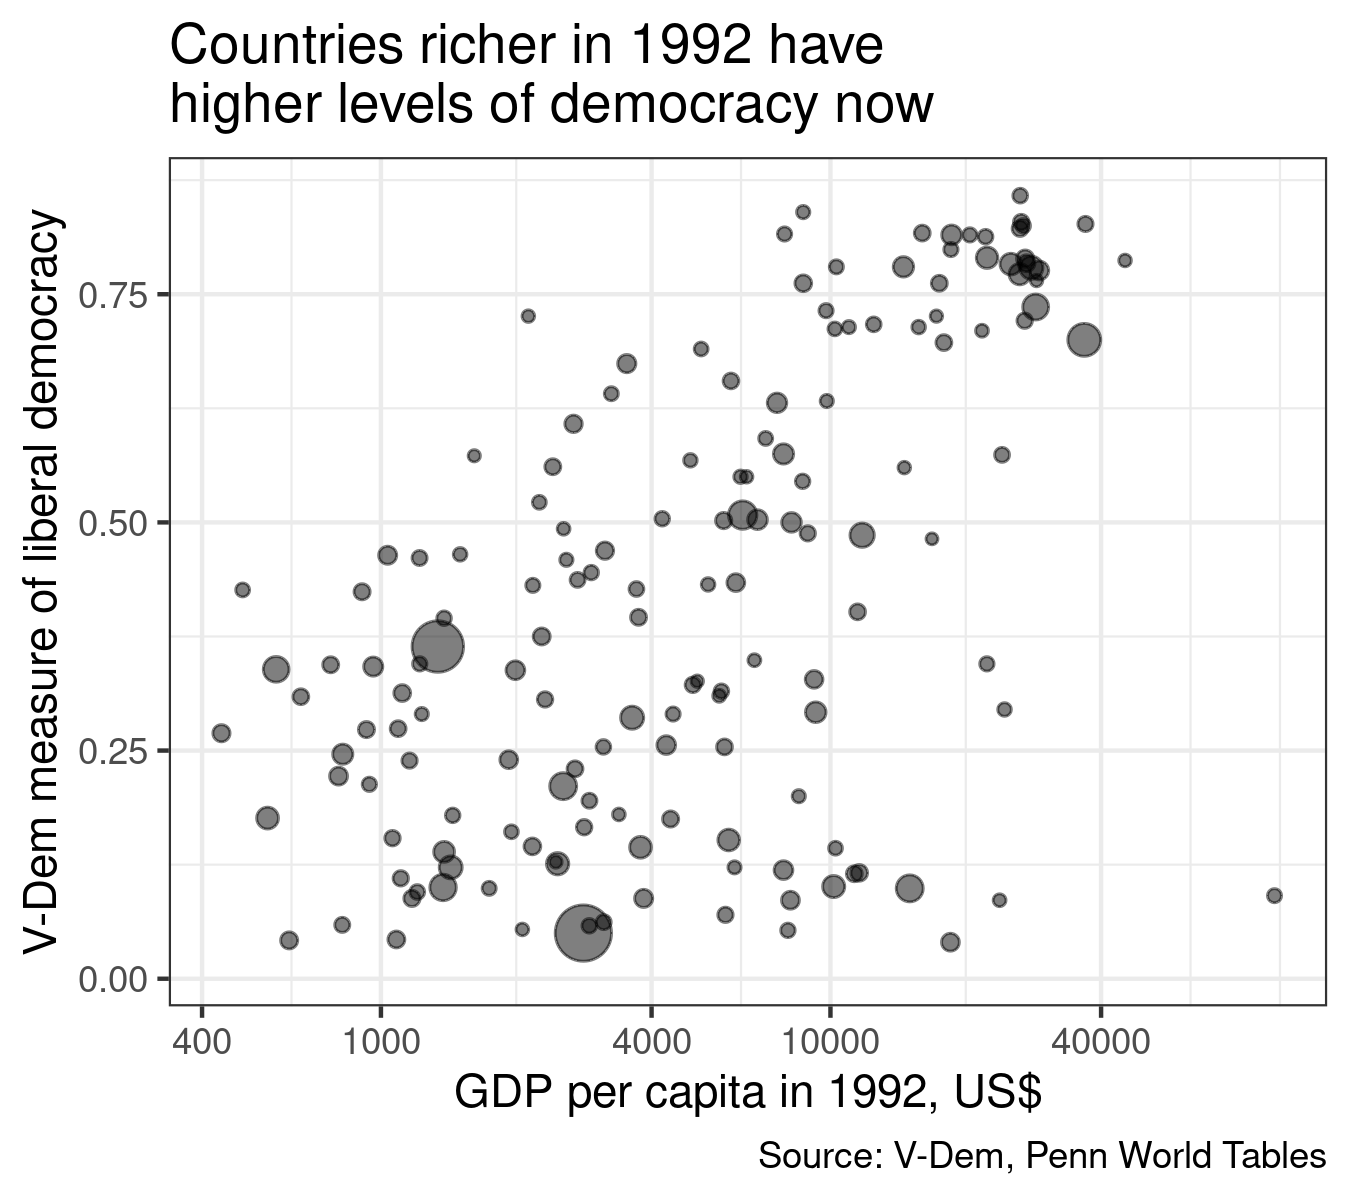 Countries richer in 1992 have
higher levels of democracy now
V-Dem measure of liberal democracy
0.75
0.50
0.25
0.00
400 1000 4000 10000 40000
GDP per capita in 1992, US$
Source: V-Dem, Penn World Tables